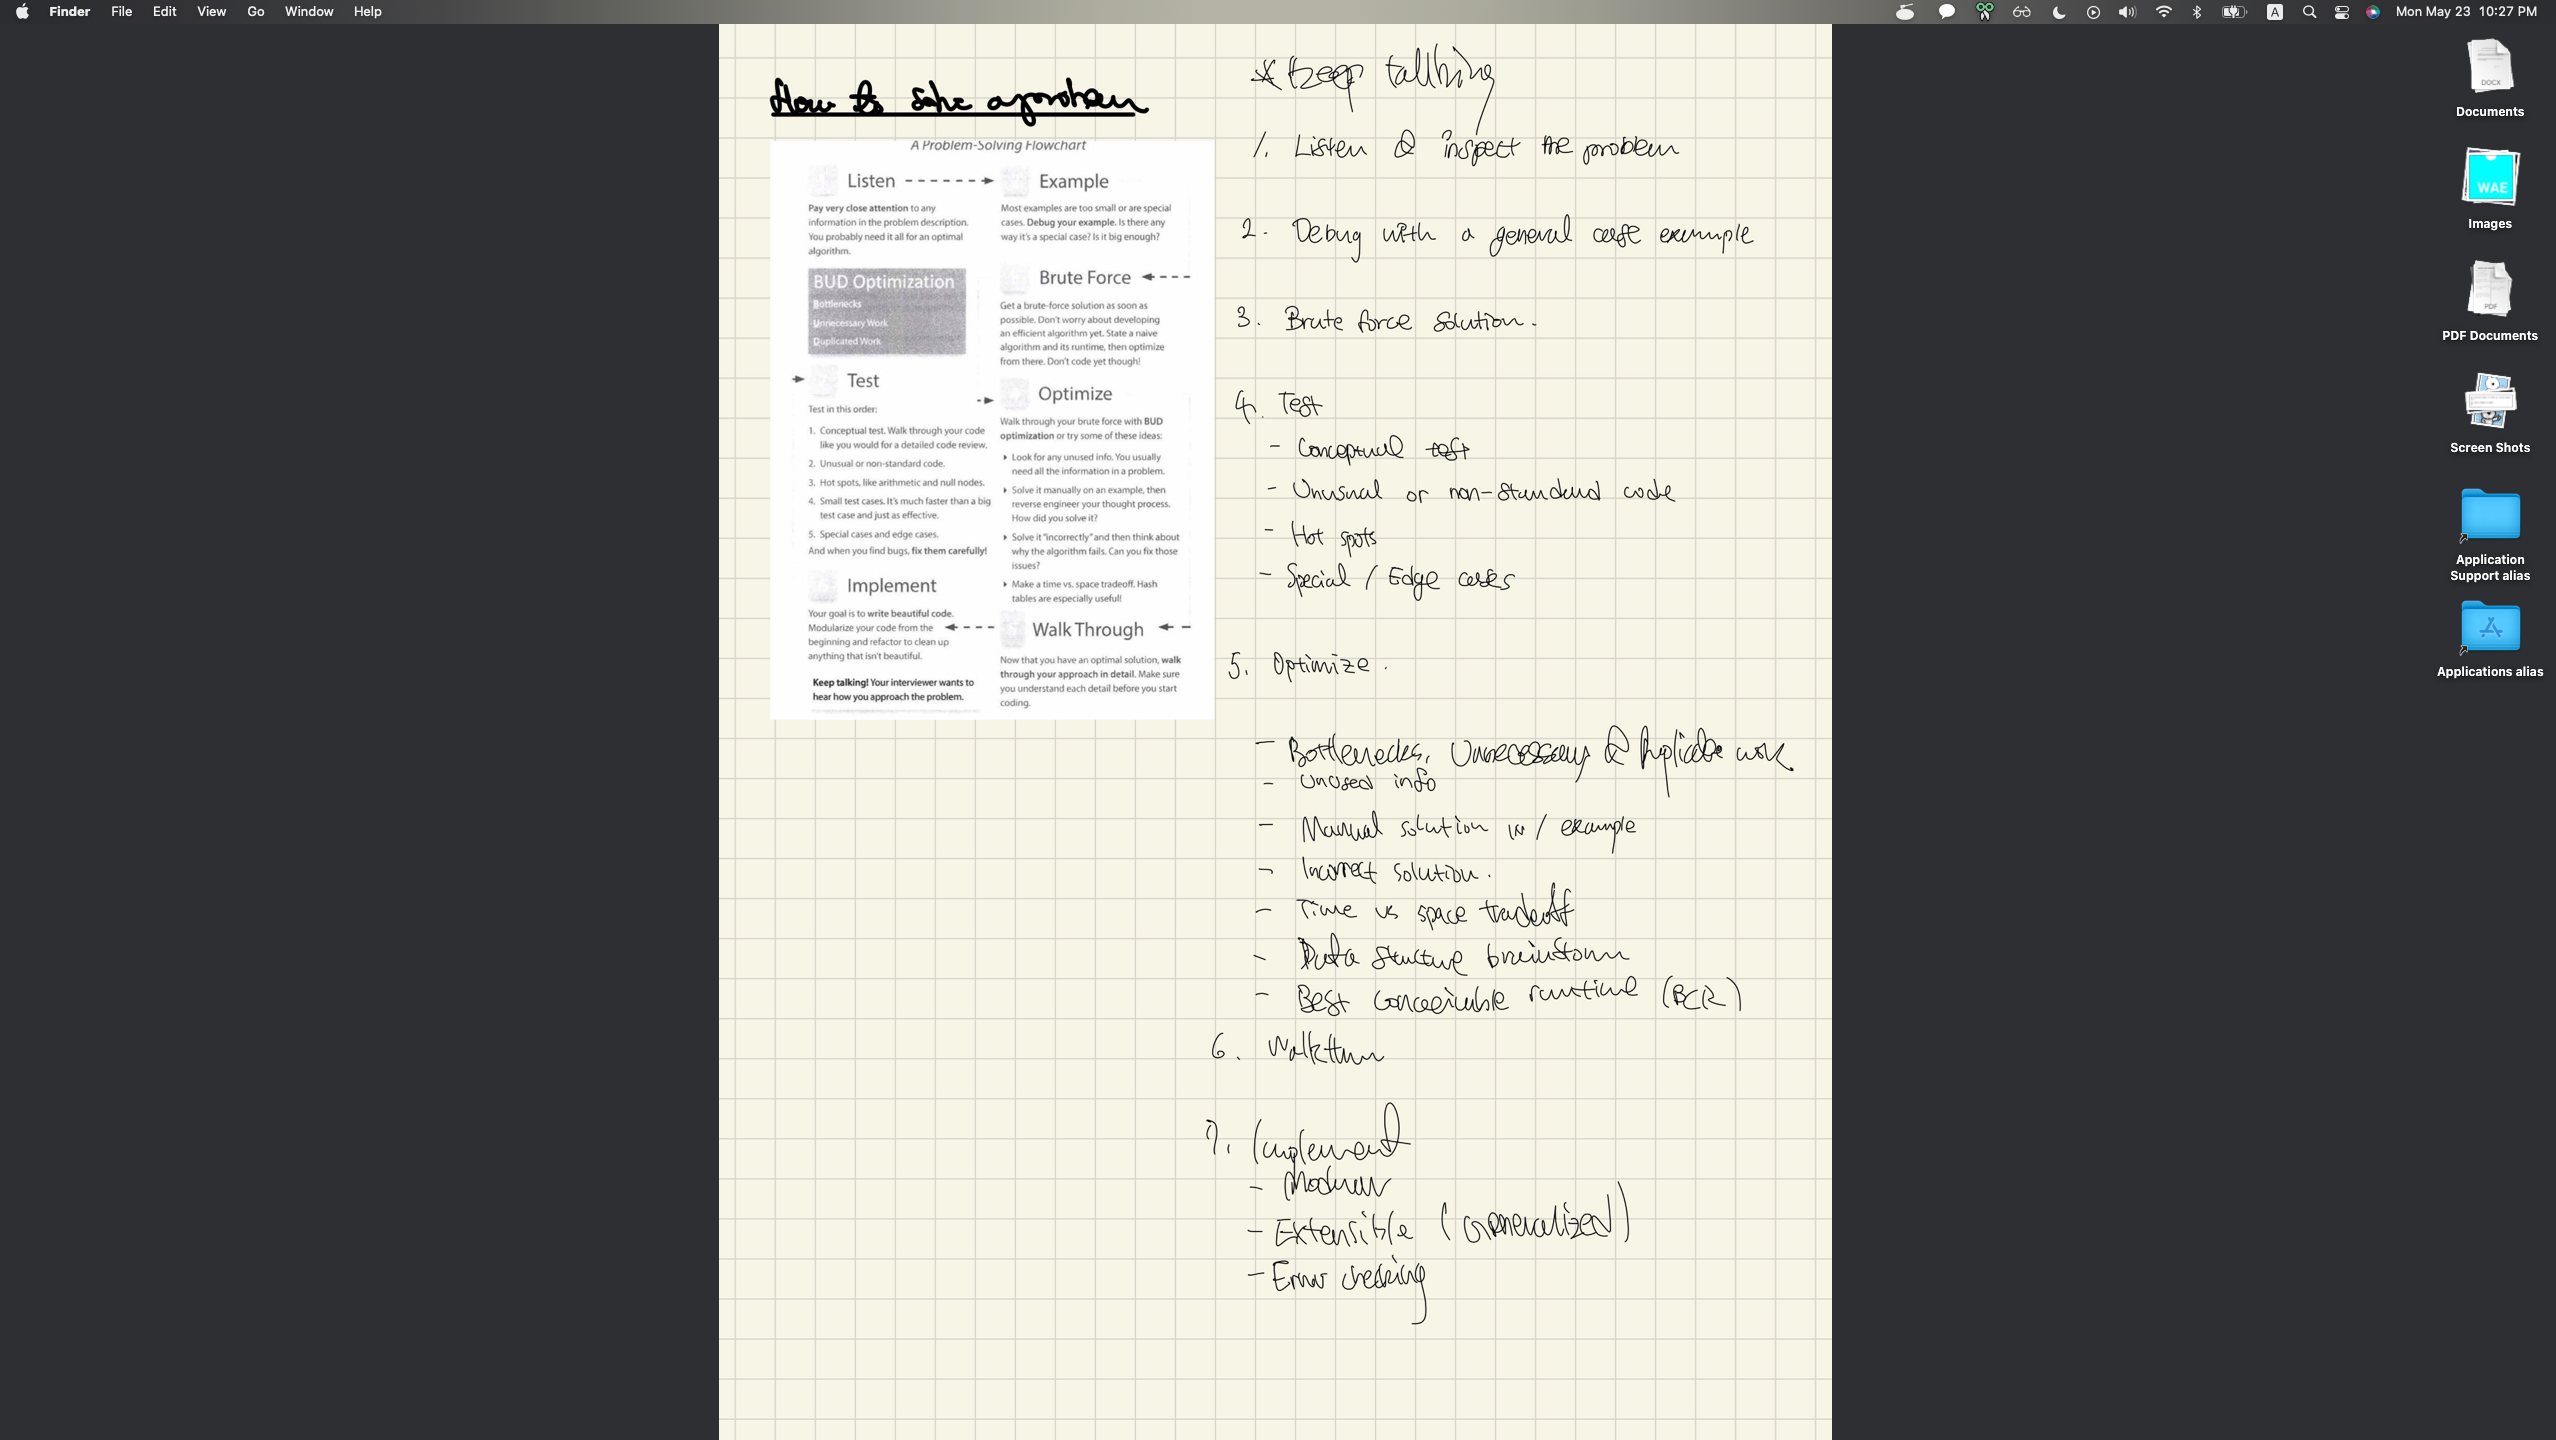 Finder File Edit View Go Window Help
A Mon May 23 10:27 PM
How to solve a problem
A Problem-Solving Flowchart
Listen
Pay very close attention to any
information in the problem description.
You probably need it all for an optimal
algorithm.
Example
Most examples are too small or are special
cases. Debug your example. Is there any
way it's a special case? Is it big enough?
BUD Optimization
Bottlenecks
Unnecessary Work
Duplicated Work
Brute Force
Get a brute-force solution as soon as
possible. Don't worry about developing
an efficient algorithm yet. State a naive
algorithm and its runtime, then optimize
from there. Don't code yet though!
Test
Test in this order:
1. Conceptual test. Walk through your code
like you would for a detailed code review.
2. Unusual or non-standard code.
3. Hot spots, like arithmetic and null nodes.
4. Small test cases. It's much faster than a big
test case and just as effective.
5. Special cases and edge cases.
And when you find bugs, fix them carefully!
Optimize
Walk through your brute force with BUD
optimization or try some of these ideas:
Look for any unused info. You usually
need all the information in a problem.
Solve it manually on an example, then
reverse engineer your thought process.
How did you solve it?
Solve it "incorrectly" and then think about
why the algorithm fails. Can you fix those
issues?
Make a time vs. space tradeoff. Hash
tables are especially useful!
Implement
Your goal is to write beautiful code.
Modularize your code from the
beginning and refactor to clean up
anything that isn't beautiful.
Keep talking! Your interviewer wants to
hear how you approach the problem.
Walk Through
Now that you have an optimal solution, walk
through your approach in detail. Make sure
you understand each detail before you start
coding.
* Keep talking
1. Listen & inspect the problem
2. Debug with a general case example
3. Brute force solution.
4. Test
- Conceptual test
- Unusual or non-standard code
- Hot spots
- Special / Edge cases
5. Optimize.
- Bottlenecks, Unnecessary & Duplicate work
- Unused info
- Manual solution w/ example
- Incorrect solution.
- Time vs space tradeoff
- Data structure brainstorm
- Best conceivable runtime (BCR)
6. Walkthru
7. Implement
- Modular
- Extensible (Generalized)
- Error checking
DOCX
Documents
WAE
Images
PDF
PDF Documents
Screen Shots
Application
Support alias
Applications alias